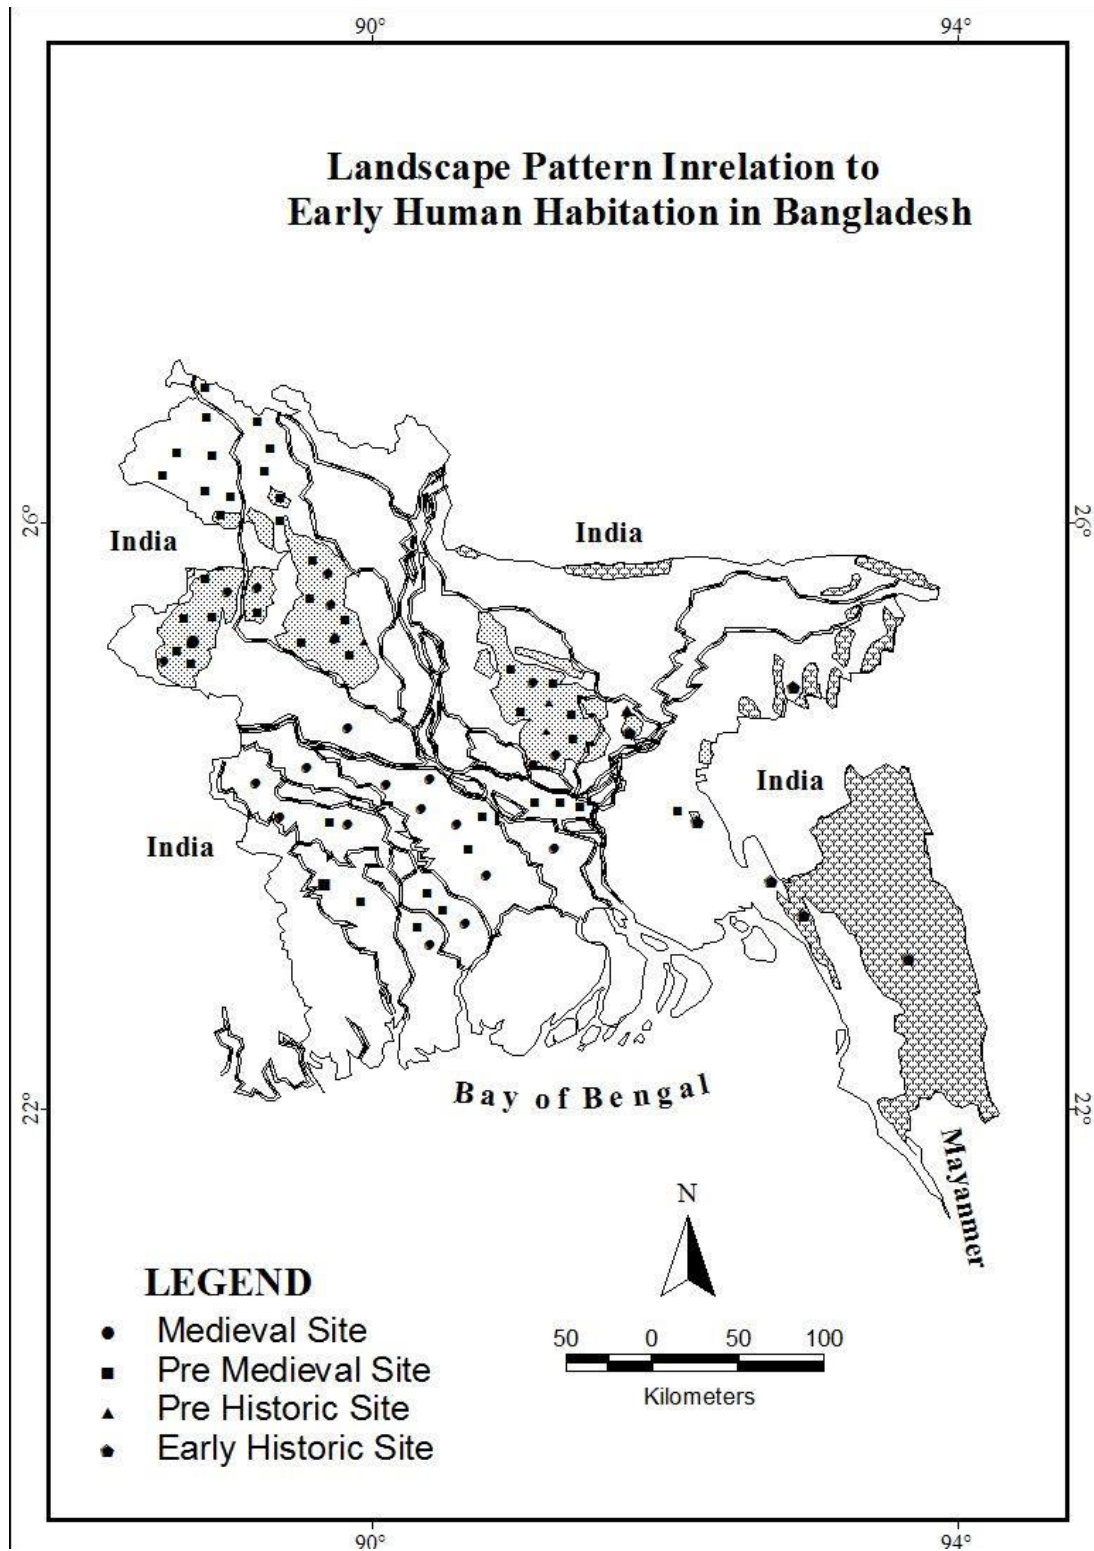 90° 94°
Landscape Pattern Inrelation to
Early Human Habitation in Bangladesh
26° 26°
India
India
India
India
Bay of Bengal
22° 22°
Mayanmer
N
LEGEND
Medieval Site
Pre Medieval Site
Pre Historic Site
Early Historic Site
50 0 50 100
Kilometers
90° 94°